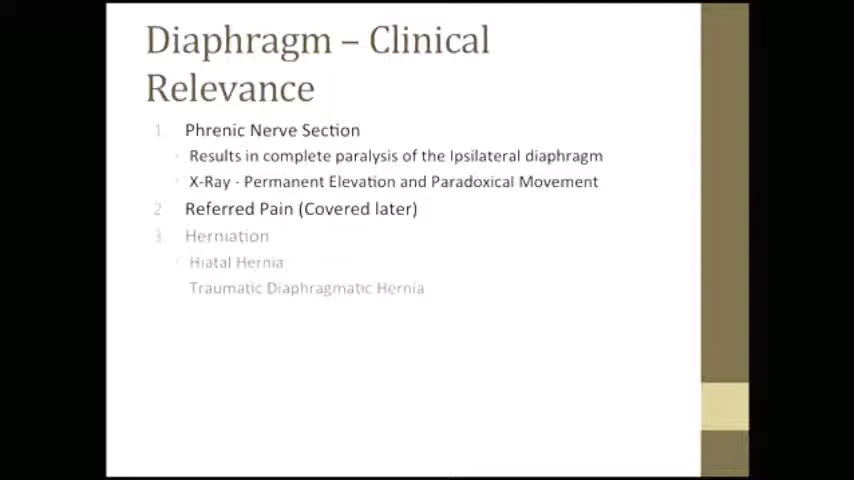 Diaphragm – Clinical
Relevance
1. Phrenic Nerve Section
Results in complete paralysis of the Ipsilateral diaphragm
X-Ray - Permanent Elevation and Paradoxical Movement
2. Referred Pain (Covered later)
3. Herniation
Hiatal Hernia
Traumatic Diaphragmatic Hernia